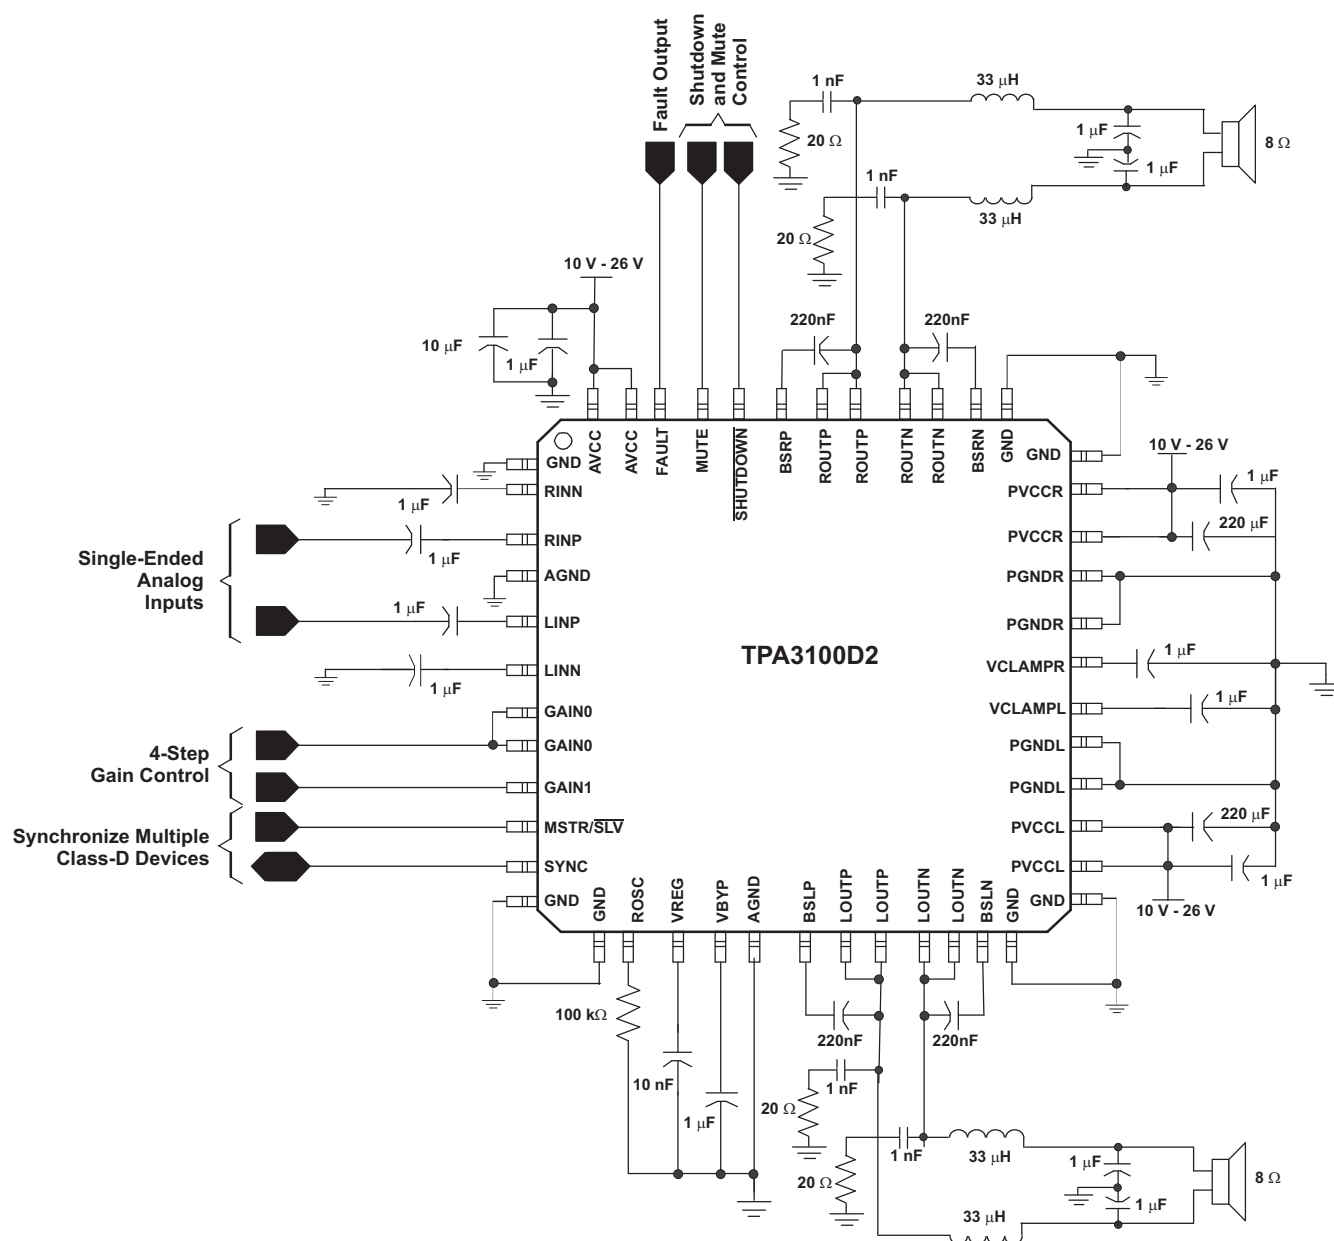 Fault Output
Shutdown
and Mute
Control
1 nF
33 µH
20 Ω
1 µF
1 µF
8 Ω
1 nF
33 µH
20 Ω
10 V - 26 V
10 µF
1 µF
220nF
220nF
AVCC
AVCC
FAULT
MUTE
SHUTDOWN
BSRP
ROUTP
ROUTP
ROUTN
ROUTN
BSRN
GND
GND
RINN
1 µF
RINP
1 µF
Single-Ended
Analog
Inputs
AGND
1 µF
LINP
LINN
1 µF
GAIN0
GAIN0
4-Step
Gain Control
GAIN1
MSTR/SLV
Synchronize Multiple
Class-D Devices
SYNC
GND
TPA3100D2
GND
10 V - 26 V
PVCCR
1 µF
PVCCR
220 µF
PGNDR
PGNDR
VCLAMPR
1 µF
VCLAMPL
1 µF
PGNDL
PGNDL
PVCCL
220 µF
PVCCL
1 µF
GND
10 V - 26 V
GND
ROSC
VREG
VBYP
AGND
BSLP
LOUTP
LOUTP
LOUTN
LOUTN
BSLN
GND
100 kΩ
10 nF
1 µF
220nF
220nF
1 nF
20 Ω
1 nF
33 µH
20 Ω
1 µF
1 µF
8 Ω
33 µH